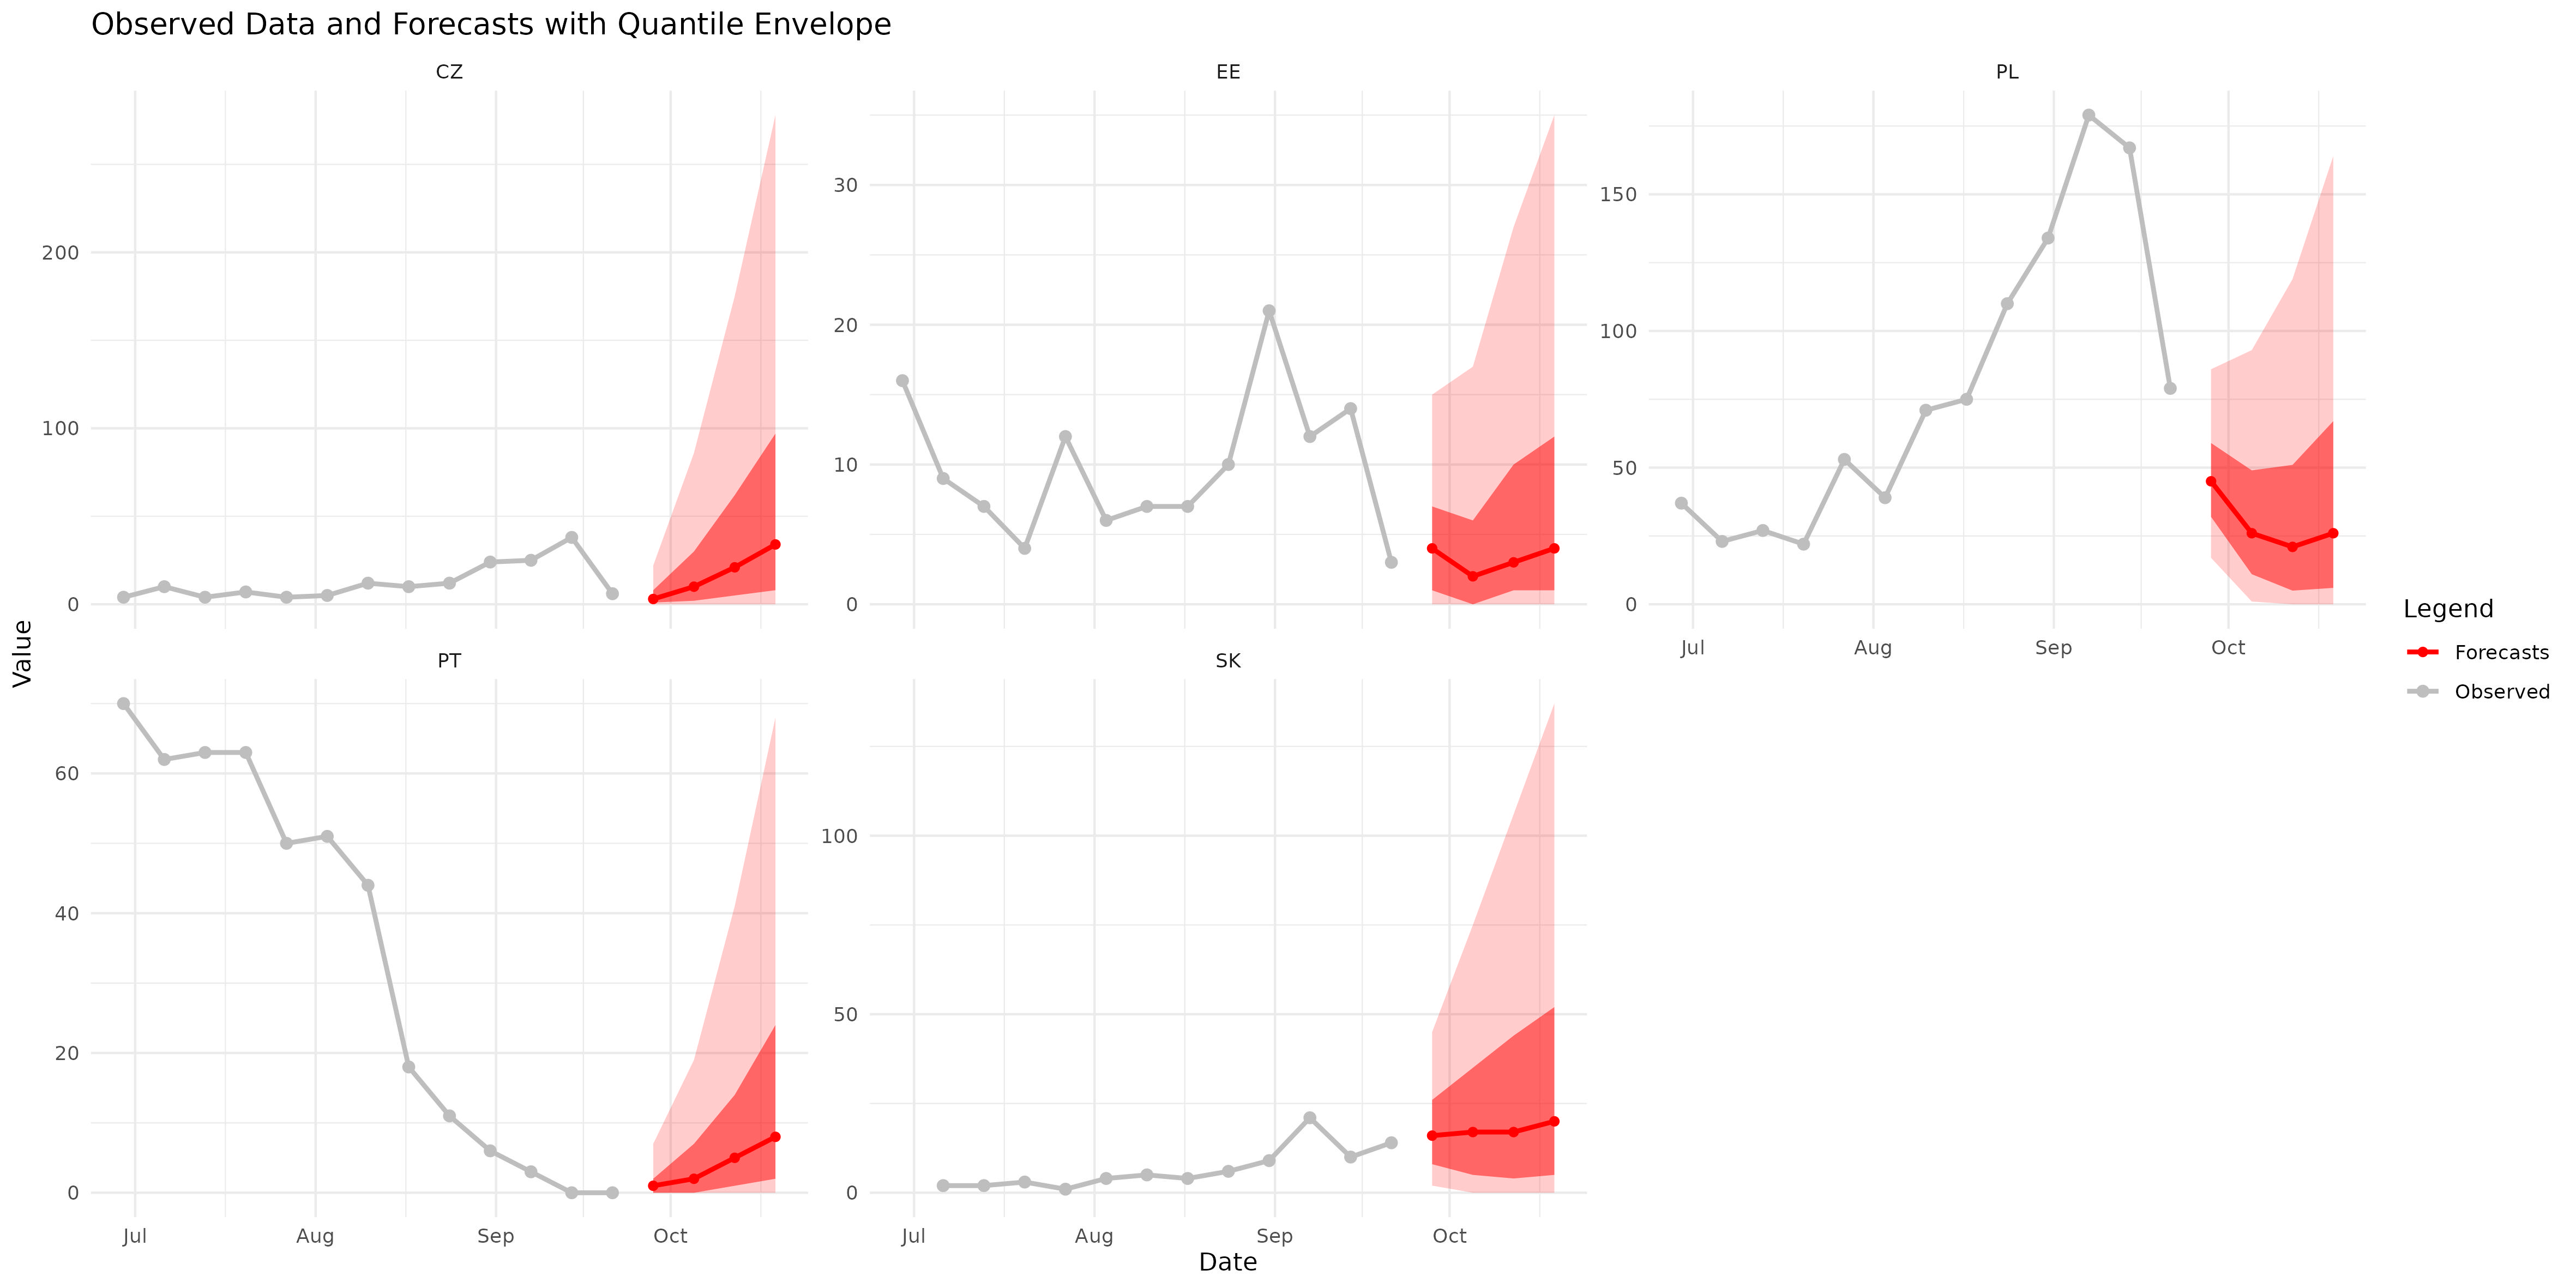 Observed Data and Forecasts with Quantile Envelope
CZ
EE
PL
200
100
0
30
20
10
0
150
100
50
0
Jul
Aug
Sep
Oct
Value
PT
SK
60
40
20
0
100
50
0
Jul
Aug
Sep
Oct
Jul
Aug
Sep
Oct
Date
Legend
Forecasts
Observed